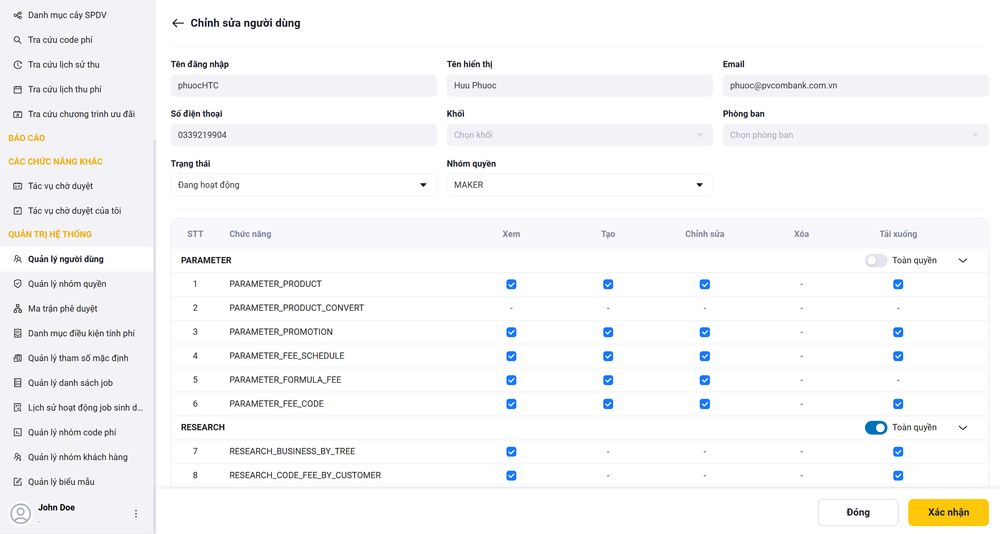 Danh mục cây SPDV
Tra cứu code phí
Tra cứu lịch sử thu
Tra cứu lịch thu phí
Tra cứu chương trình ưu đãi
BÁO CÁO
CÁC CHỨC NĂNG KHÁC
Tác vụ chờ duyệt
Tác vụ chờ duyệt của tôi
QUẢN TRỊ HỆ THỐNG
Quản lý người dùng
Quản lý nhóm quyền
Ma trận phê duyệt
Danh mục điều kiện tính phí
Quản lý tham số mặc định
Quản lý danh sách job
Lịch sử hoạt động job sinh d...
Quản lý nhóm code phí
Quản lý nhóm khách hàng
Quản lý biểu mẫu
John Doe
-
Chỉnh sửa người dùng
Tên đăng nhập Tên hiển thị Email
phuocHTC Huu Phuoc phuoc@pvcombank.com.vn
Số điện thoại Khối Phòng ban
0339219904 Chọn khối Chọn phòng ban
Trạng thái Nhóm quyền
Đang hoạt động MAKER
STT Chức năng Xem Tạo Chỉnh sửa Xóa Tải xuống
PARAMETER Toàn quyền
1 PARAMETER_PRODUCT -
2 PARAMETER_PRODUCT_CONVERT - - - - -
3 PARAMETER_PROMOTION -
4 PARAMETER_FEE_SCHEDULE -
5 PARAMETER_FORMULA_FEE - -
6 PARAMETER_FEE_CODE -
RESEARCH Toàn quyền
7 RESEARCH_BUSINESS_BY_TREE - - -
8 RESEARCH_CODE_FEE_BY_CUSTOMER - - -
Đóng Xác nhận